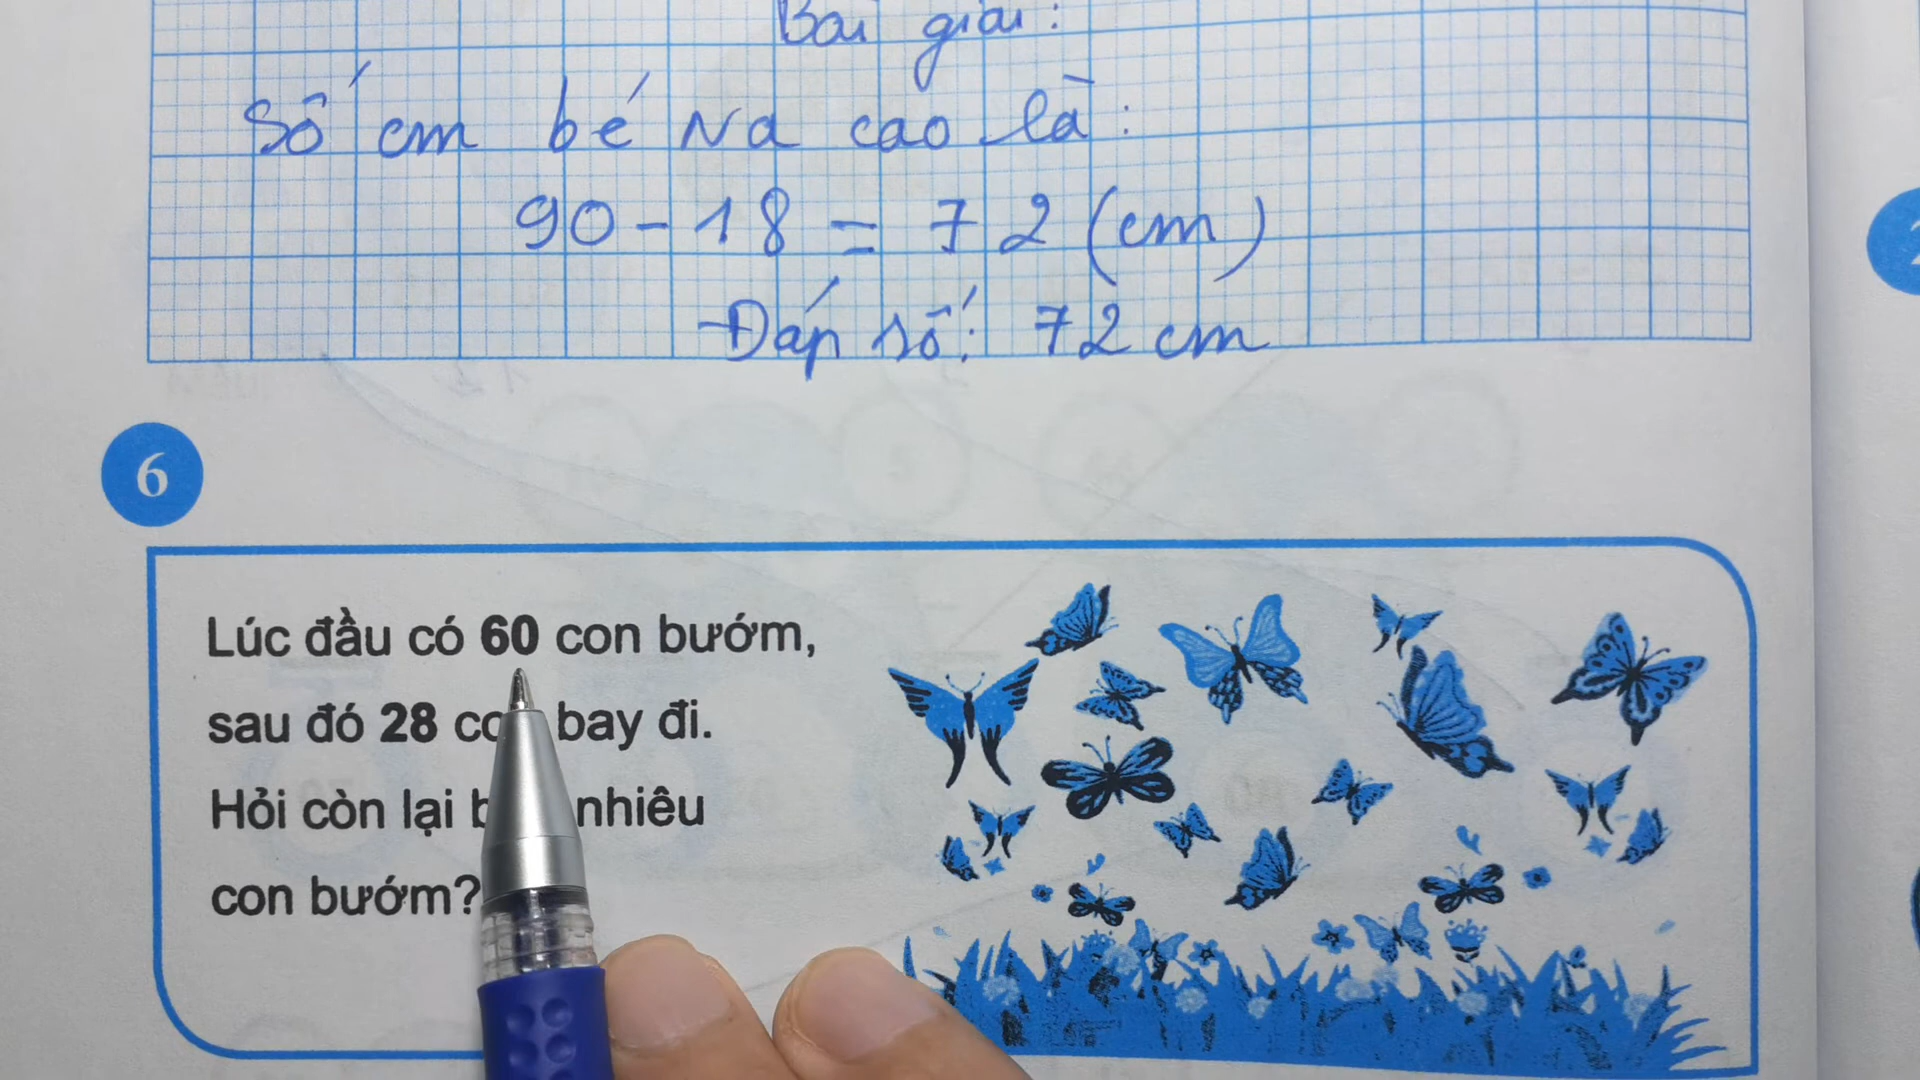 Bài giải:
Số cm bé Na cao là:
90 - 18 = 72 (cm)
Đáp số: 72 cm
6
Lúc đầu có 60 con bướm,
sau đó 28 bay đi.
Hỏi còn lại nhiêu
con bướm?